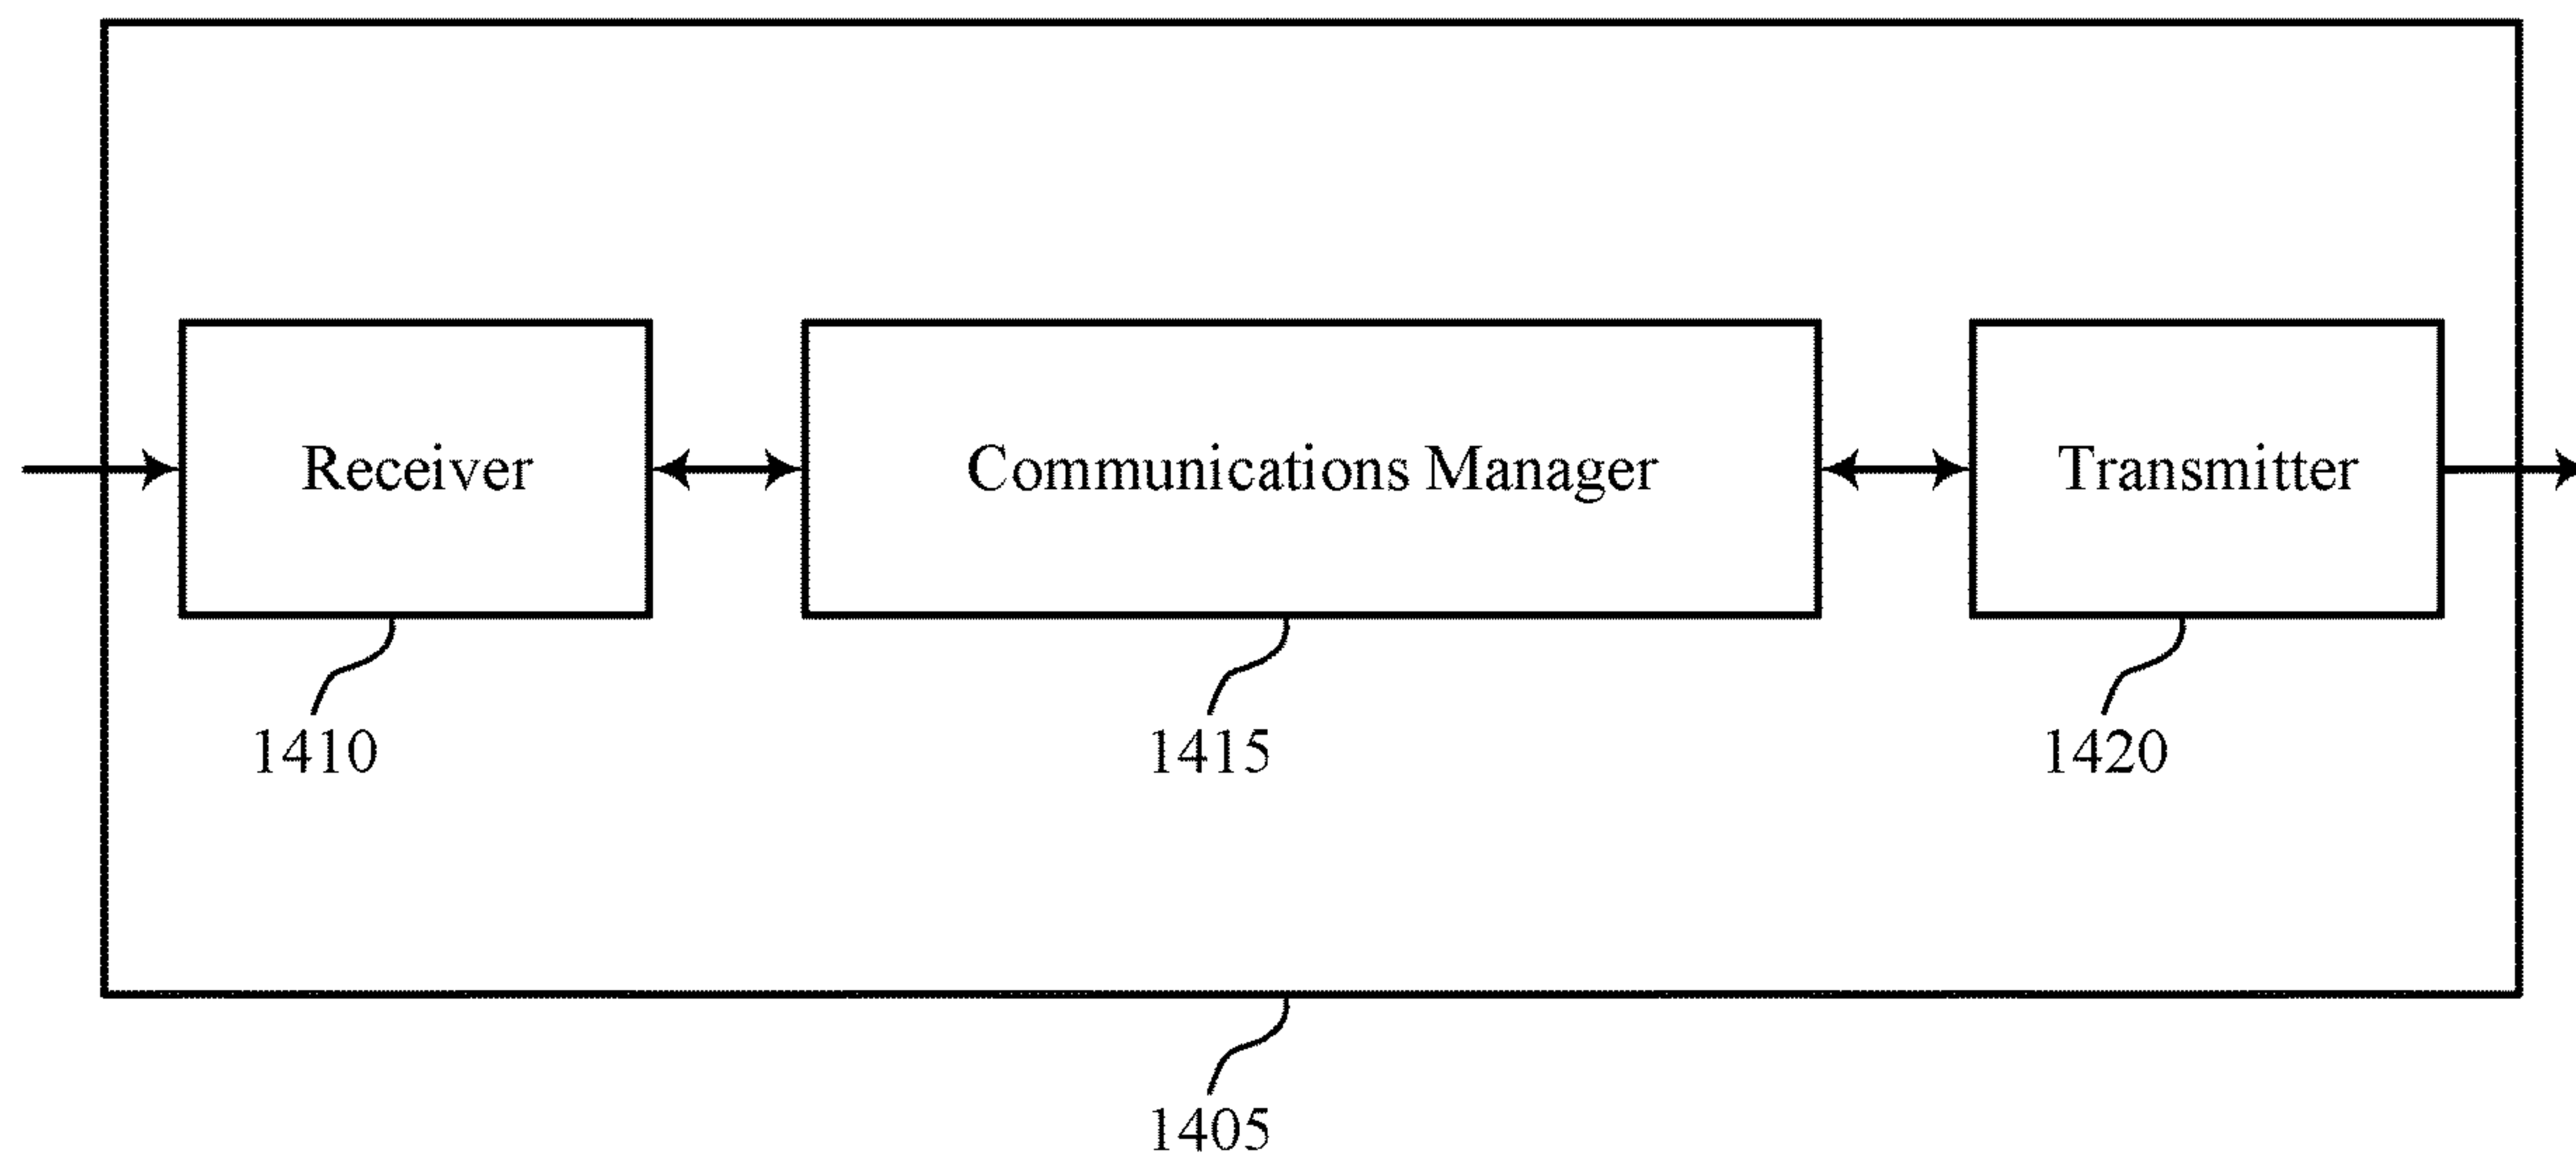 Receiver
Communications Manager
Transmitter
1410
1415
1420
1405